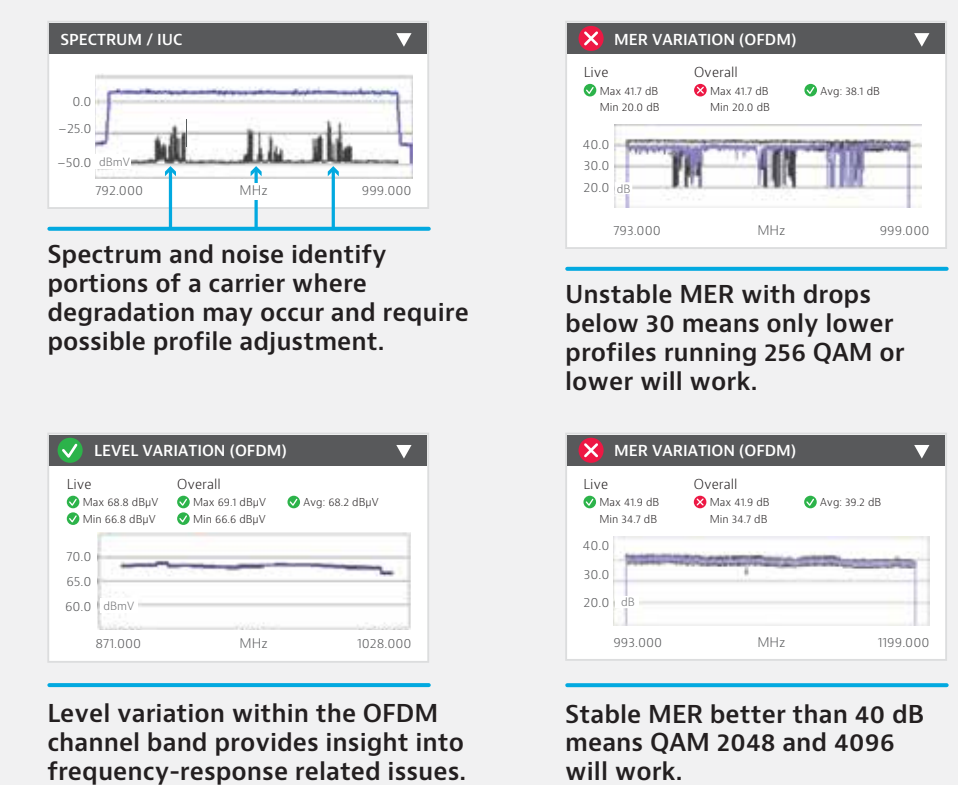 SPECTRUM / IUC
0.0
–25.0
–50.0 dBmV
792.000 MHz 999.000
Spectrum and noise identify
portions of a carrier where
degradation may occur and require
possible profile adjustment.
MER VARIATION (OFDM)
Live Overall
Max 41.7 dB Max 41.7 dB Avg: 38.1 dB
Min 20.0 dB Min 20.0 dB
40.0
30.0
20.0 dB
793.000 MHz 999.000
Unstable MER with drops
below 30 means only lower
profiles running 256 QAM or
lower will work.
LEVEL VARIATION (OFDM)
Live Overall
Max 68.8 dBµV Max 69.1 dBµV Avg: 68.2 dBµV
Min 66.8 dBµV Min 66.6 dBµV
70.0
65.0
60.0 dBmV
871.000 MHz 1028.000
Level variation within the OFDM
channel band provides insight into
frequency-response related issues.
MER VARIATION (OFDM)
Live Overall
Max 41.9 dB Max 41.9 dB Avg: 39.2 dB
Min 34.7 dB Min 34.7 dB
40.0
30.0
20.0 dB
993.000 MHz 1199.000
Stable MER better than 40 dB
means QAM 2048 and 4096
will work.